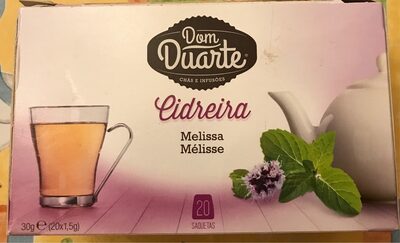 Dom
Duarte®
CHÁS E INFUSÕES
Cidreira
Melissa
Mélisse
20
SAQUETAS
30g ℮ (20x1,5g)